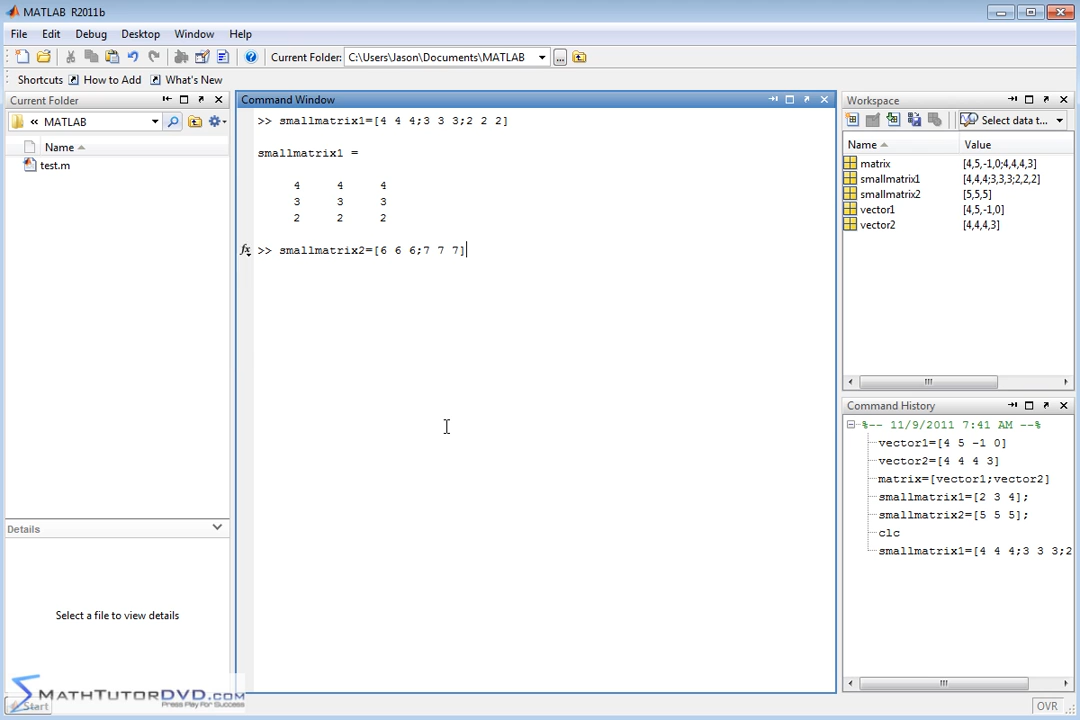 MATLAB R2011b
File Edit Debug Desktop Window Help
Current Folder: C:\Users\Jason\Documents\MATLAB ...
Shortcuts How to Add What's New
Current Folder
« MATLAB
Name
test.m
Details
Select a file to view details
MATHTUTORDVD.COM
Press Play For Success
Start
Command Window
>> smallmatrix1=[4 4 4;3 3 3;2 2 2]
smallmatrix1 =
4 4 4
3 3 3
2 2 2
fx >> smallmatrix2=[6 6 6;7 7 7]
Workspace
Select data t...
Name Value
matrix [4,5,-1,0;4,4,4,3]
smallmatrix1 [4,4,4;3,3,3;2,2,2]
smallmatrix2 [5,5,5]
vector1 [4,5,-1,0]
vector2 [4,4,4,3]
Command History
%-- 11/9/2011 7:41 AM --%
vector1=[4 5 -1 0]
vector2=[4 4 4 3]
matrix=[vector1;vector2]
smallmatrix1=[2 3 4];
smallmatrix2=[5 5 5];
clc
smallmatrix1=[4 4 4;3 3 3;2
OVR